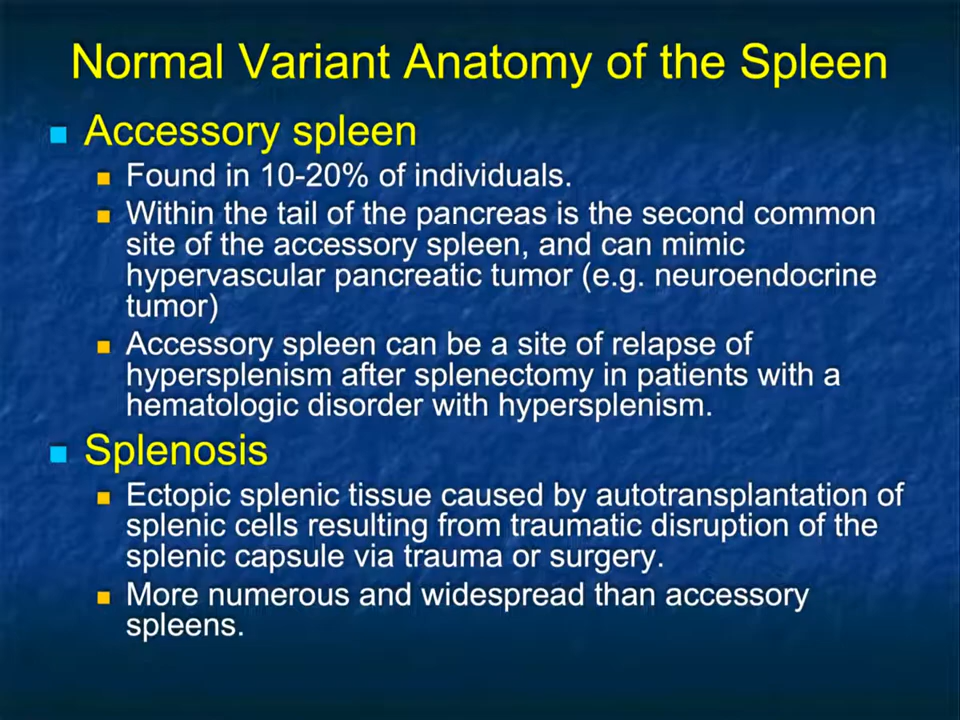 Normal Variant Anatomy of the Spleen
Accessory spleen
Found in 10-20% of individuals.
Within the tail of the pancreas is the second common
site of the accessory spleen, and can mimic
hypervascular pancreatic tumor (e.g. neuroendocrine
tumor)
Accessory spleen can be a site of relapse of
hypersplenism after splenectomy in patients with a
hematologic disorder with hypersplenism.
Splenosis
Ectopic splenic tissue caused by autotransplantation of
splenic cells resulting from traumatic disruption of the
splenic capsule via trauma or surgery.
More numerous and widespread than accessory
spleens.